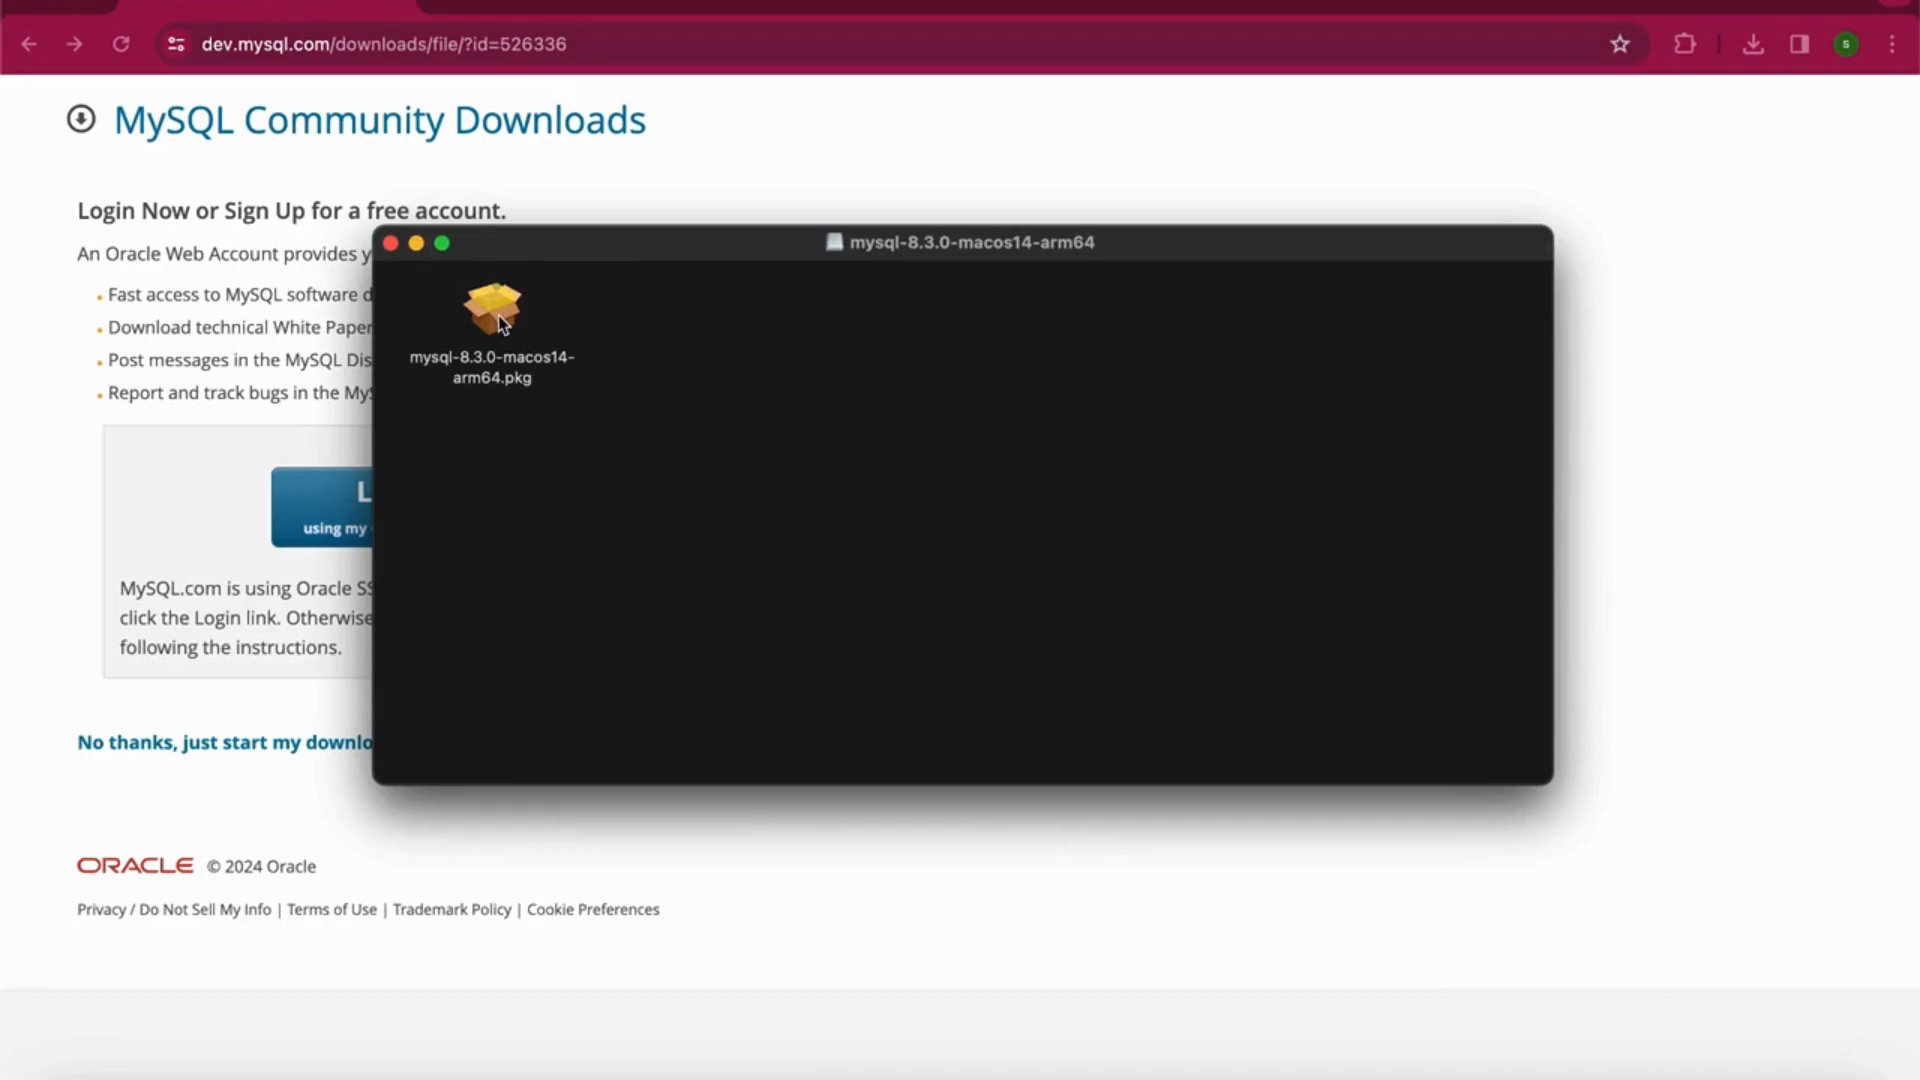 dev.mysql.com/downloads/file/?id=526336
S
MySQL Community Downloads
Login Now or Sign Up for a free account.
An Oracle Web Account provides y
Fast access to MySQL software d
Download technical White Paper
Post messages in the MySQL Dis
Report and track bugs in the MyS
L
using my
MySQL.com is using Oracle SS
click the Login link. Otherwise
following the instructions.
No thanks, just start my downlo
mysql-8.3.0-macos14-arm64
mysql-8.3.0-macos14-
arm64.pkg
ORACLE © 2024 Oracle
Privacy / Do Not Sell My Info | Terms of Use | Trademark Policy | Cookie Preferences